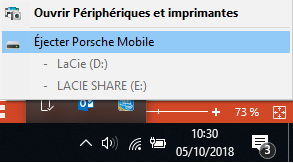 Ouvrir Périphériques et imprimantes
Éjecter Porsche Mobile
- LaCie (D:)
- LACIE SHARE (E:)
73 %
10:30
05/10/2018
3